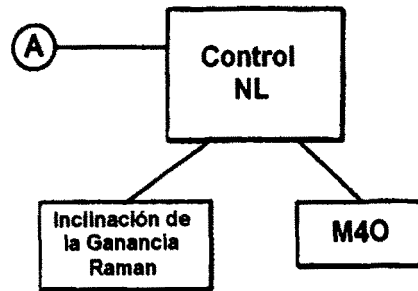 A
Control
NL
Inclinación de
la Ganancia
Raman
M4O